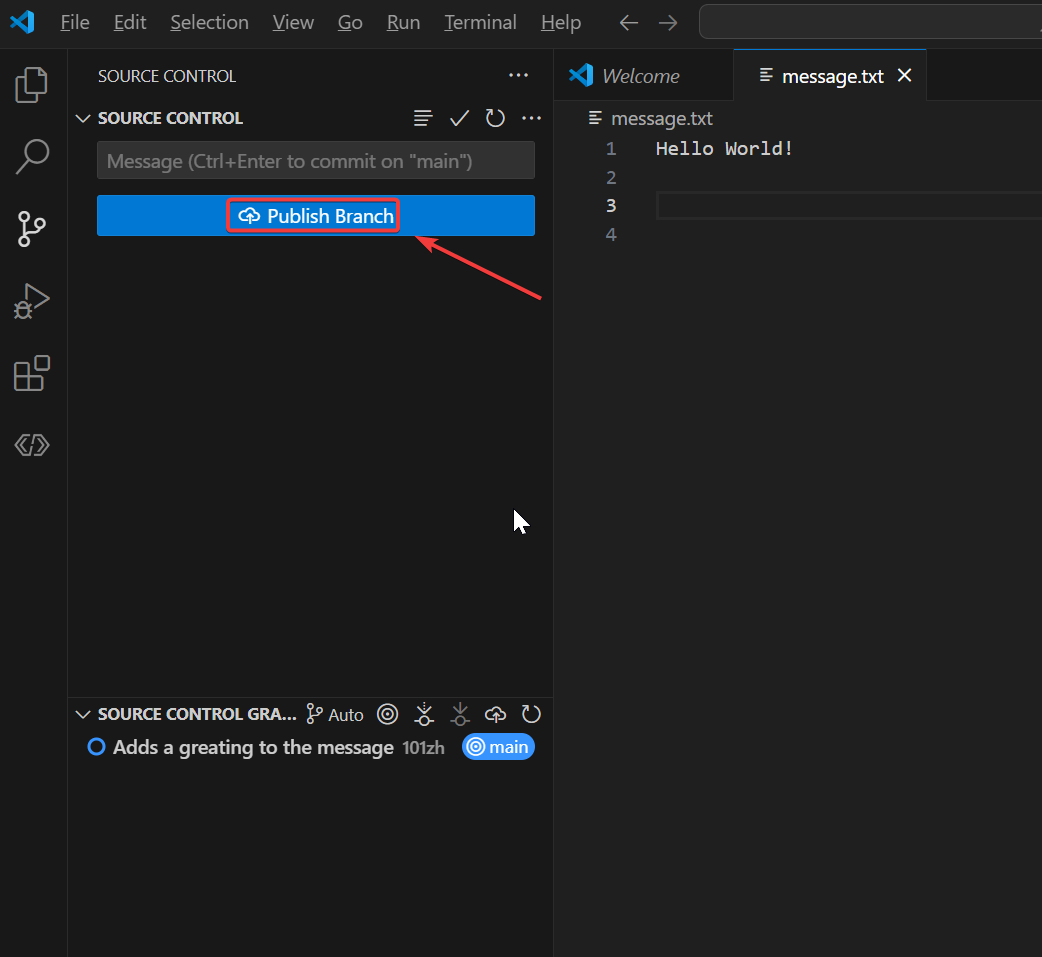 File Edit Selection View Go Run Terminal Help
SOURCE CONTROL
SOURCE CONTROL
Message (Ctrl+Enter to commit on "main")
Publish Branch
SOURCE CONTROL GRA... Auto
Adds a greating to the message 101zh main
Welcome message.txt
message.txt
1 Hello World!
2
3
4